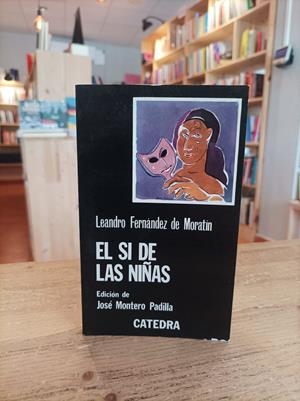 Leandro Fernández de Moratín
EL SI DE
LAS NIÑAS
Edición de
José Montero Padilla
CATEDRA